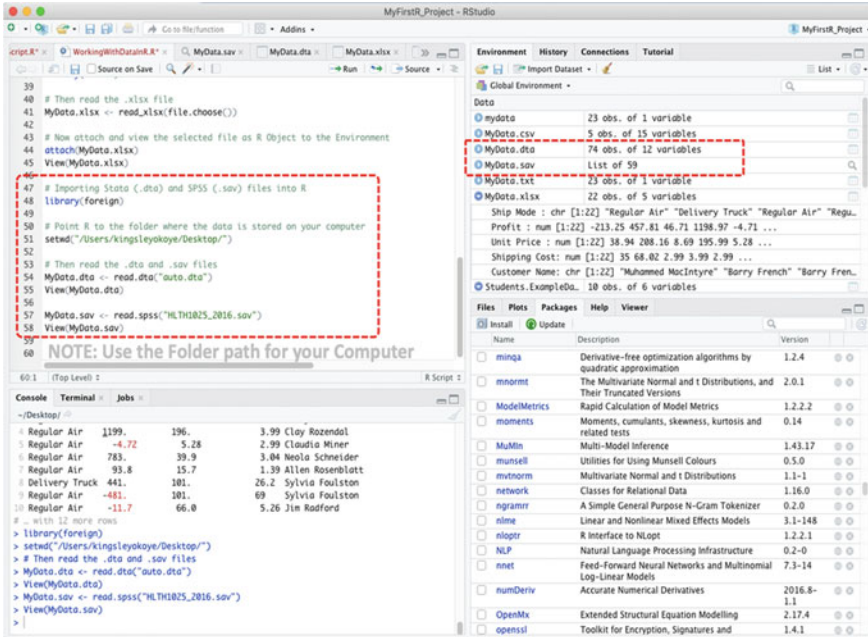 MyFirstR_Project - RStudio
Go to file/function
Addins
MyFirstR_Project
cript.R*
WorkingWithDataInR.R*
MyData.sav
MyData.dta
MyData.xlsx
Source on Save
Run
Source
39
40 # Then read the .xlsx file
41 MyData.xlsx <- read_xlsx(file.choose())
42
43 # Now attach and view the selected file as R Object to the Environment
44 attach(MyData.xlsx)
45 View(MyData.xlsx)
46
47 # Importing Stata (.dta) and SPSS (.sav) files into R
48 library(foreign)
49
50 # Point R to the folder where the data is stored on your computer
51 setwd("/Users/kingsleyokoye/Desktop/")
52
53 # Then read the .dta and .sav files
54 MyData.dta <- read.dta("auto.dta")
55 View(MyData.dta)
56
57 MyData.sav <- read.spss("HLTH1025_2016.sav")
58 View(MyData.sav)
59
60
NOTE: Use the Folder path for your Computer
60:1 (Top Level) R Script
Console Terminal Jobs
~/Desktop/
4 Regular Air 1199. 196. 3.99 Clay Rozendal
5 Regular Air -4.72 5.28 2.99 Claudia Miner
6 Regular Air 783. 39.9 3.04 Neola Schneider
7 Regular Air 93.8 15.7 1.39 Allen Rosenblatt
8 Delivery Truck 441. 101. 26.2 Sylvia Foulston
9 Regular Air -481. 101. 69 Sylvia Foulston
10 Regular Air -11.7 66.0 5.26 Jim Radford
# … with 12 more rows
> library(foreign)
> setwd("/Users/kingsleyokoye/Desktop/")
> # Then read the .dta and .sav files
> MyData.dta <- read.dta("auto.dta")
> View(MyData.dta)
> MyData.sav <- read.spss("HLTH1025_2016.sav")
> View(MyData.sav)
>
Environment History Connections Tutorial
Import Dataset
List
Global Environment
Data
mydata 23 obs. of 1 variable
MyData.csv 5 obs. of 15 variables
MyData.dta 74 obs. of 12 variables
MyData.sav List of 59
MyData.txt 23 obs. of 1 variable
MyData.xlsx 22 obs. of 5 variables
Ship Mode : chr [1:22] "Regular Air" "Delivery Truck" "Regular Air" "Regu…
Profit : num [1:22] -213.25 457.81 46.71 1198.97 -4.71 ...
Unit Price : num [1:22] 38.94 208.16 8.69 195.99 5.28 ...
Shipping Cost: num [1:22] 35 68.02 2.99 3.99 2.99 ...
Customer Name: chr [1:22] "Muhammed MacIntyre" "Barry French" "Barry Fren…
Students.ExampleDa… 10 obs. of 6 variables
Files Plots Packages Help Viewer
Install Update
Name Description Version
minqa Derivative-free optimization algorithms by quadratic approximation 1.2.4
mnormt The Multivariate Normal and t Distributions, and Their Truncated Versions 2.0.1
ModelMetrics Rapid Calculation of Model Metrics 1.2.2.2
moments Moments, cumulants, skewness, kurtosis and related tests 0.14
MuMIn Multi-Model Inference 1.43.17
munsell Utilities for Using Munsell Colours 0.5.0
mvtnorm Multivariate Normal and t Distributions 1.1-1
network Classes for Relational Data 1.16.0
ngramrr A Simple General Purpose N-Gram Tokenizer 0.2.0
nlme Linear and Nonlinear Mixed Effects Models 3.1-148
nloptr R Interface to NLopt 1.2.2.1
NLP Natural Language Processing Infrastructure 0.2-0
nnet Feed-Forward Neural Networks and Multinomial Log-Linear Models 7.3-14
numDeriv Accurate Numerical Derivatives 2016.8-1.1
OpenMx Extended Structural Equation Modelling 2.17.4
openssl Toolkit for Encryption, Signatures and 1.4.1